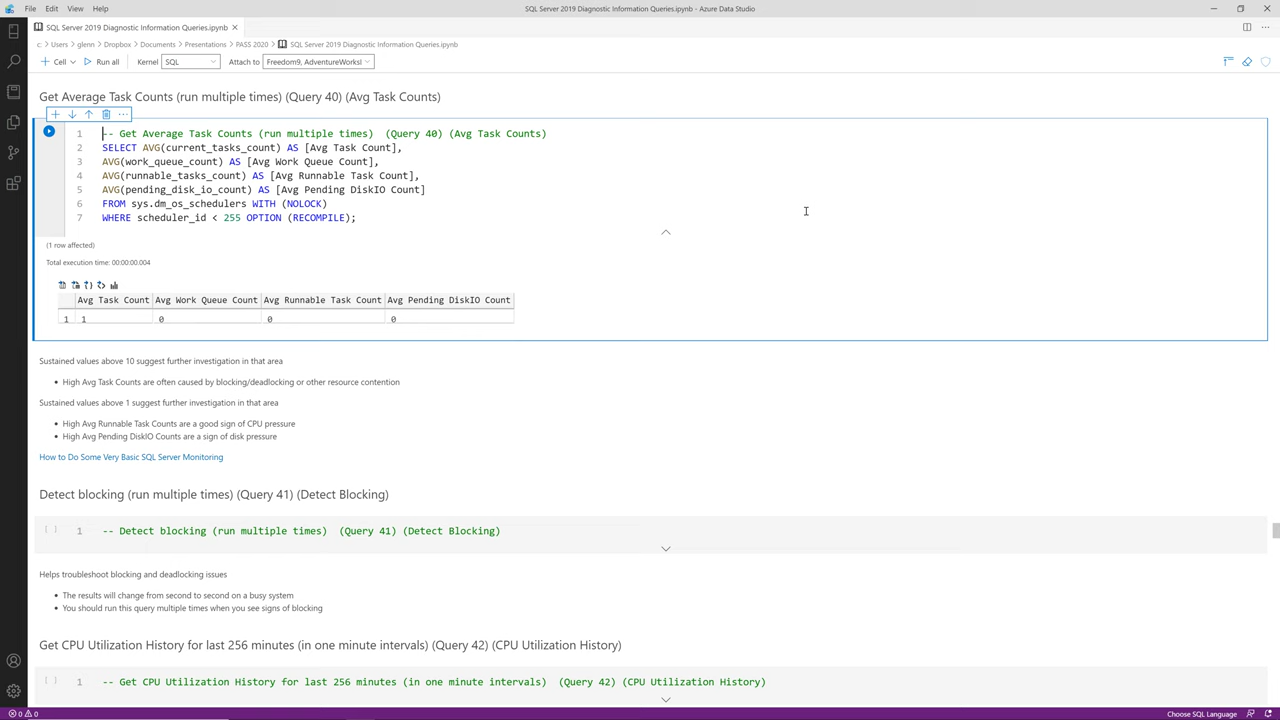 File Edit View Help
SQL Server 2019 Diagnostic Information Queries.ipynb - Azure Data Studio
SQL Server 2019 Diagnostic Information Queries.ipynb
c: > Users > glenn > Dropbox > Documents > Presentations > PASS 2020 > SQL Server 2019 Diagnostic Information Queries.ipynb
Cell Run all Kernel SQL Attach to Freedom9, AdventureWorks
Get Average Task Counts (run multiple times) (Query 40) (Avg Task Counts)
1 -- Get Average Task Counts (run multiple times)  (Query 40) (Avg Task Counts)
2 SELECT AVG(current_tasks_count) AS [Avg Task Count],
3 AVG(work_queue_count) AS [Avg Work Queue Count],
4 AVG(runnable_tasks_count) AS [Avg Runnable Task Count],
5 AVG(pending_disk_io_count) AS [Avg Pending DiskIO Count]
6 FROM sys.dm_os_schedulers WITH (NOLOCK)
7 WHERE scheduler_id < 255 OPTION (RECOMPILE);
(1 row affected)
Total execution time: 00:00:00.004
Avg Task Count Avg Work Queue Count Avg Runnable Task Count Avg Pending DiskIO Count
1 1 0 0 0
Sustained values above 10 suggest further investigation in that area
• High Avg Task Counts are often caused by blocking/deadlocking or other resource contention
Sustained values above 1 suggest further investigation in that area
• High Avg Runnable Task Counts are a good sign of CPU pressure
• High Avg Pending DiskIO Counts are a sign of disk pressure
How to Do Some Very Basic SQL Server Monitoring
Detect blocking (run multiple times) (Query 41) (Detect Blocking)
[ ] 1 -- Detect blocking (run multiple times)  (Query 41) (Detect Blocking)
Helps troubleshoot blocking and deadlocking issues
• The results will change from second to second on a busy system
• You should run this query multiple times when you see signs of blocking
Get CPU Utilization History for last 256 minutes (in one minute intervals) (Query 42) (CPU Utilization History)
[ ] 1 -- Get CPU Utilization History for last 256 minutes (in one minute intervals)  (Query 42) (CPU Utilization History)
0 0 Choose SQL Language